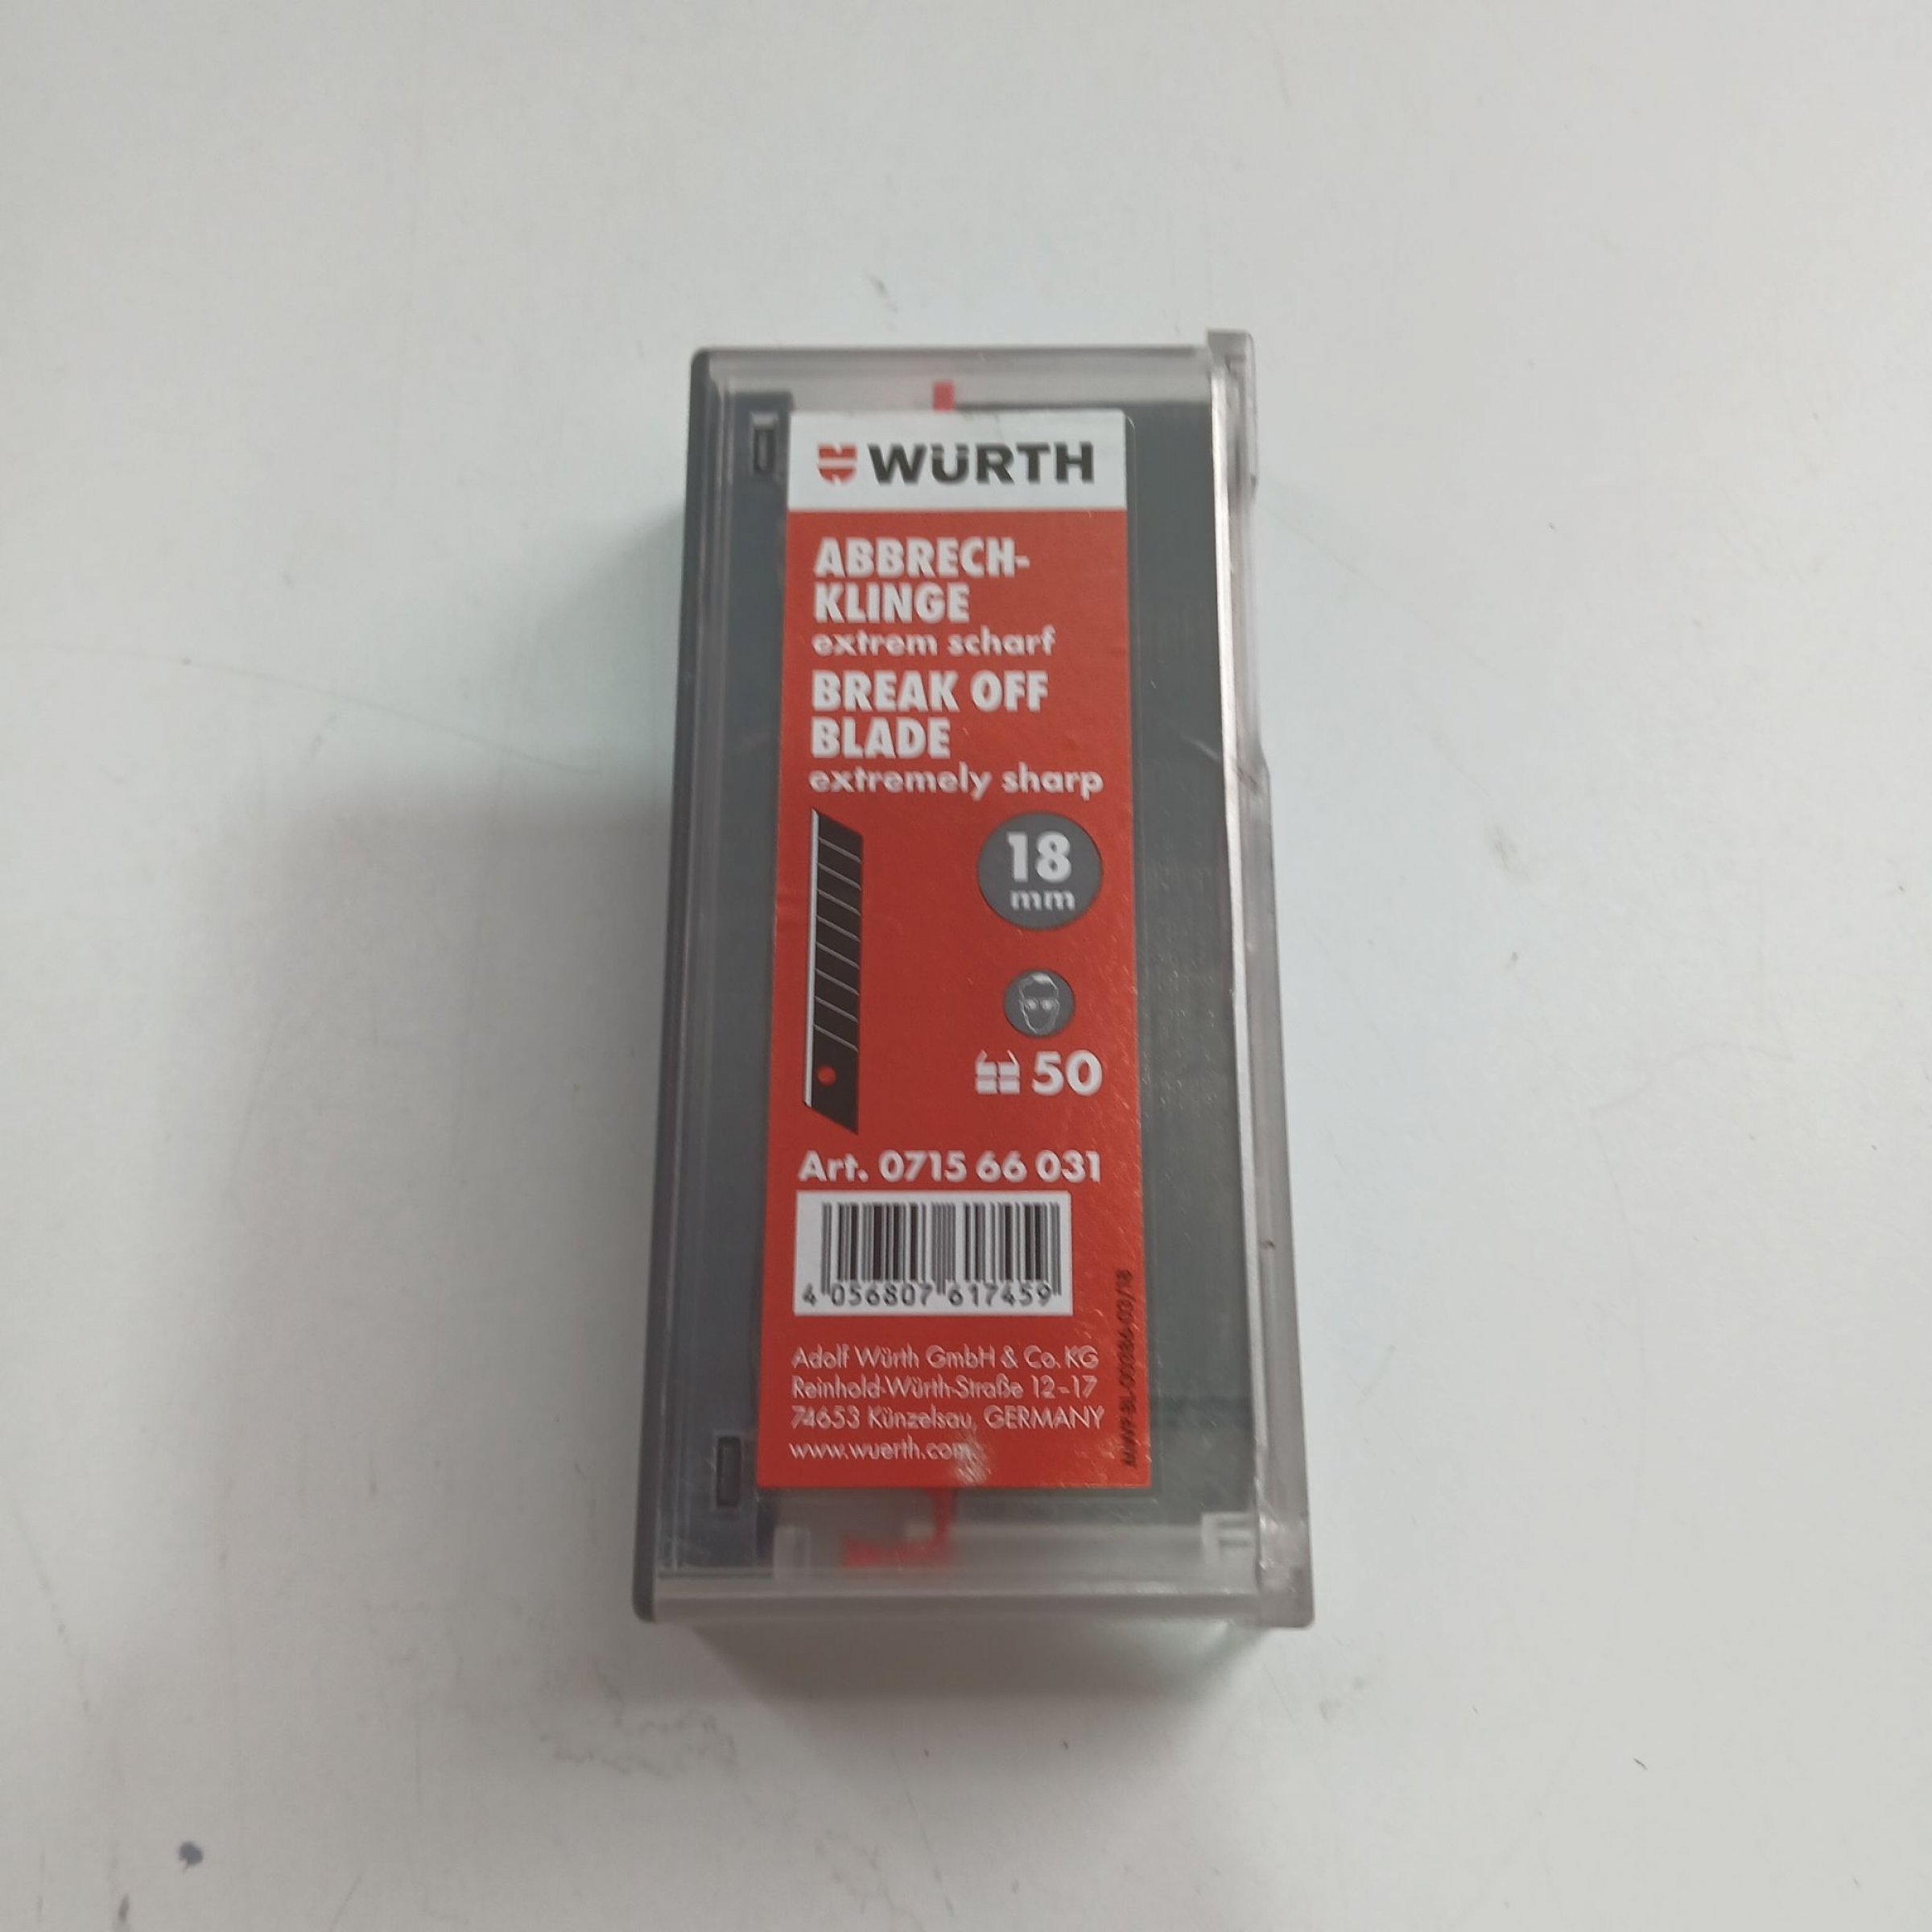 WÜRTH
ABBRECH-
KLINGE
extrem scharf
BREAK OFF
BLADE
extremely sharp
18
mm
50
Art. 0715 66 031
4 056807 617459
Adolf Würth GmbH & Co. KG
Reinhold-Würth-Straße 12-17
74653 Künzelsau, GERMANY
www.wuerth.com